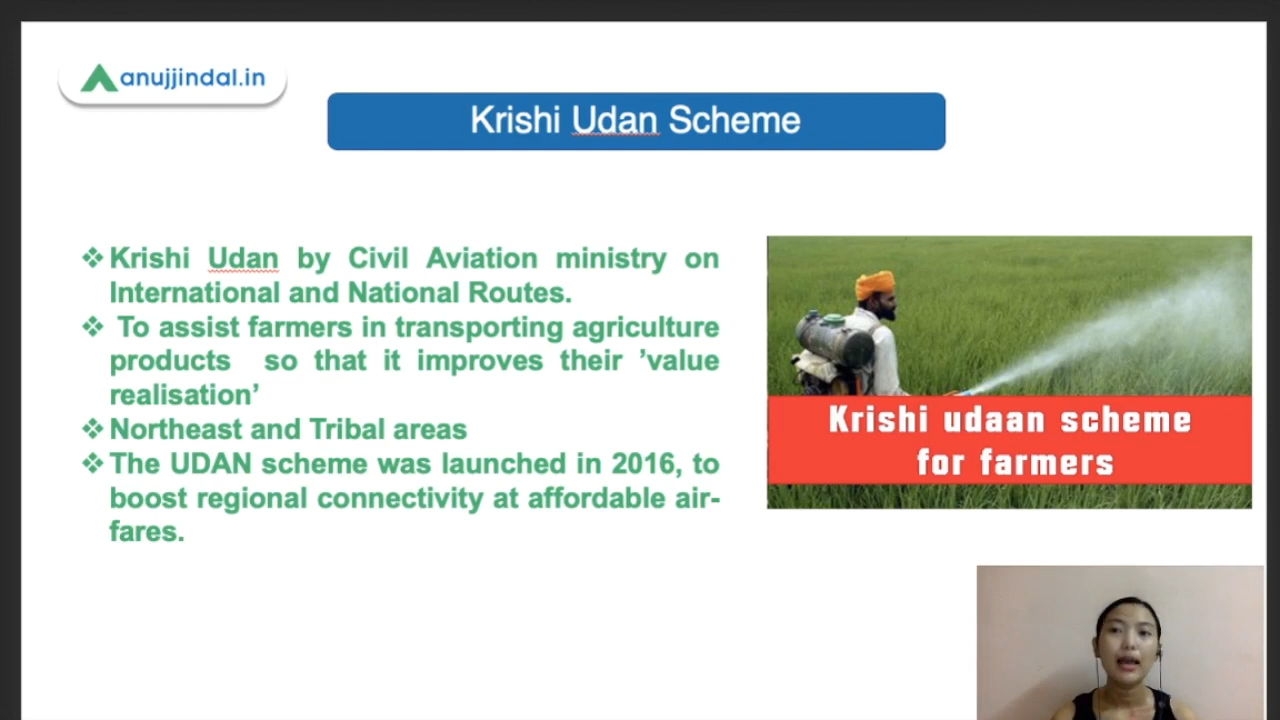 anujjindal.in
Krishi Udan Scheme
❖Krishi Udan by Civil Aviation ministry on
International and National Routes.
❖ To assist farmers in transporting agriculture
products so that it improves their ’value
realisation’
❖Northeast and Tribal areas
❖The UDAN scheme was launched in 2016, to
boost regional connectivity at affordable air-
fares.
Krishi udaan scheme
for farmers